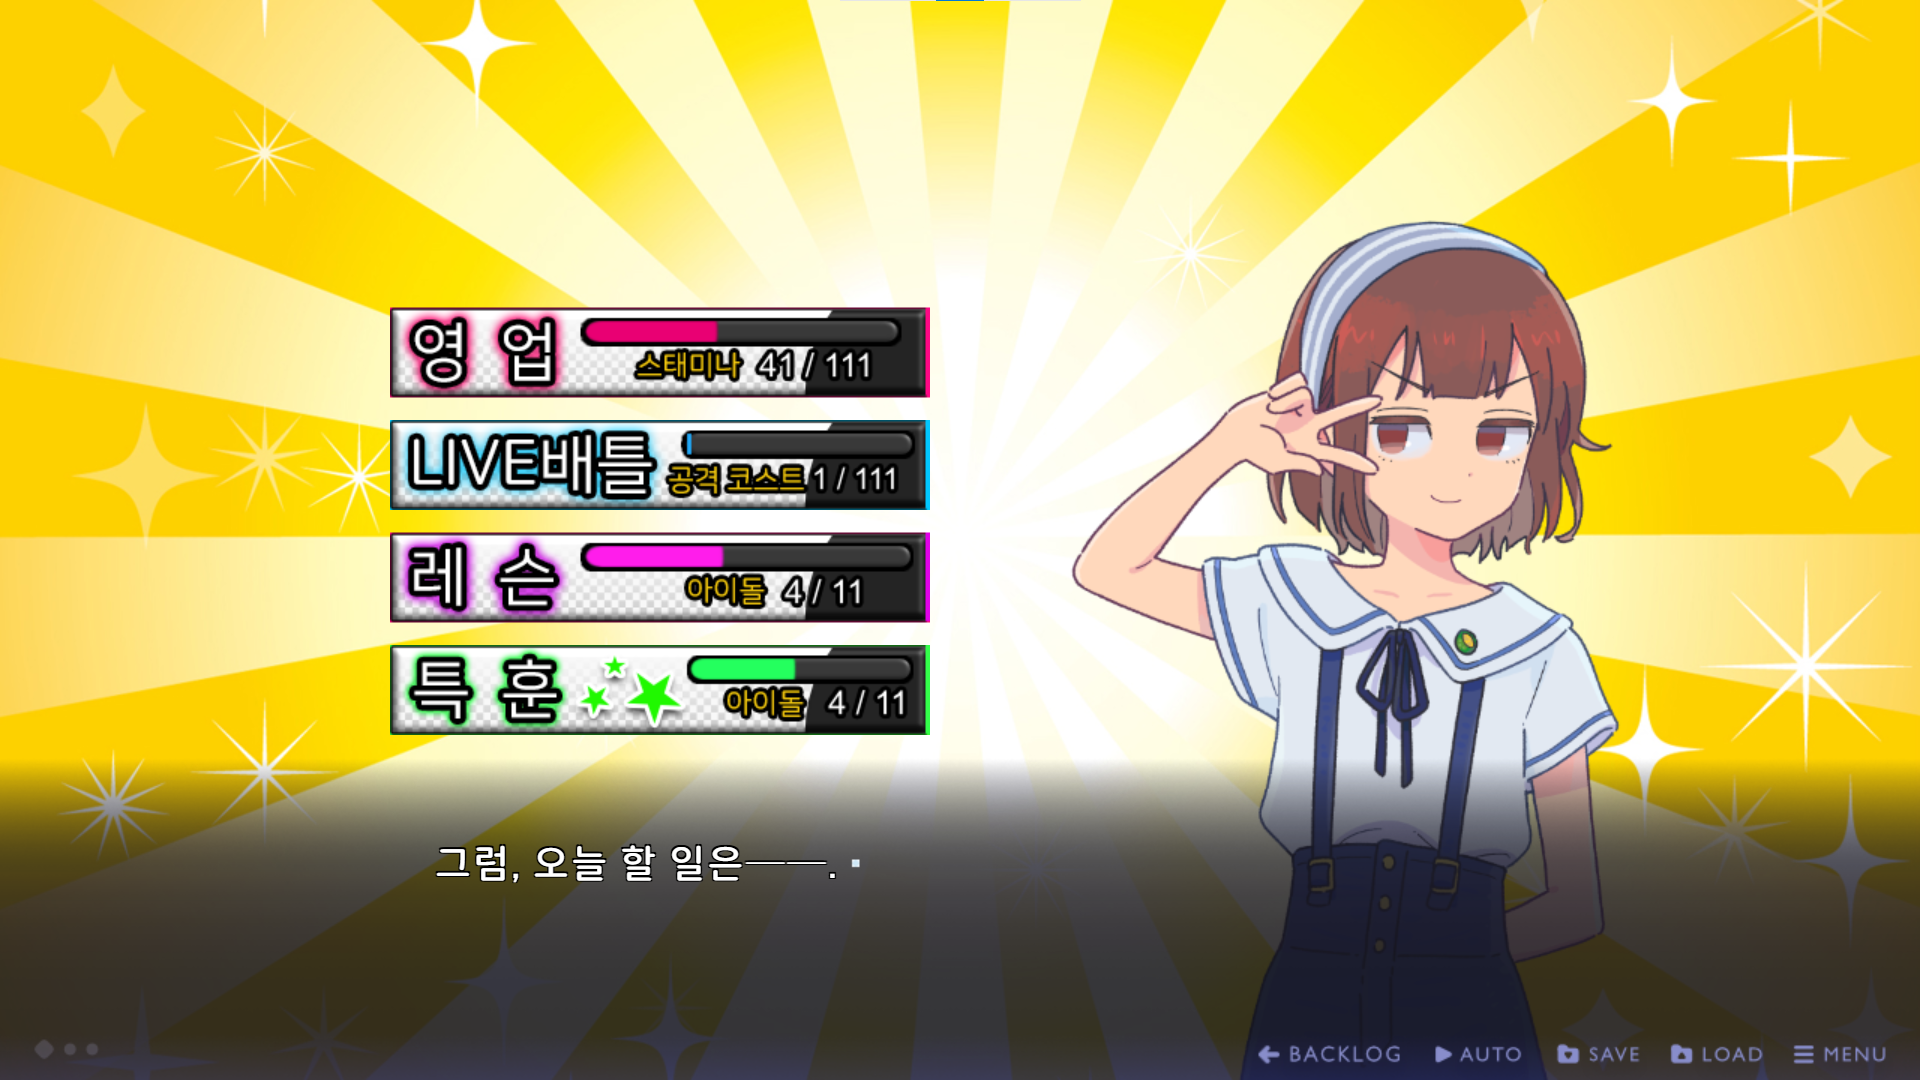 영 업
스태미나 41 / 111
LIVE배틀
공격 코스트 1 / 111
레 슨
아이돌 4 / 11
특 훈
아이돌 4 / 11
그럼, 오늘 할 일은───.
BACKLOG AUTO SAVE LOAD MENU